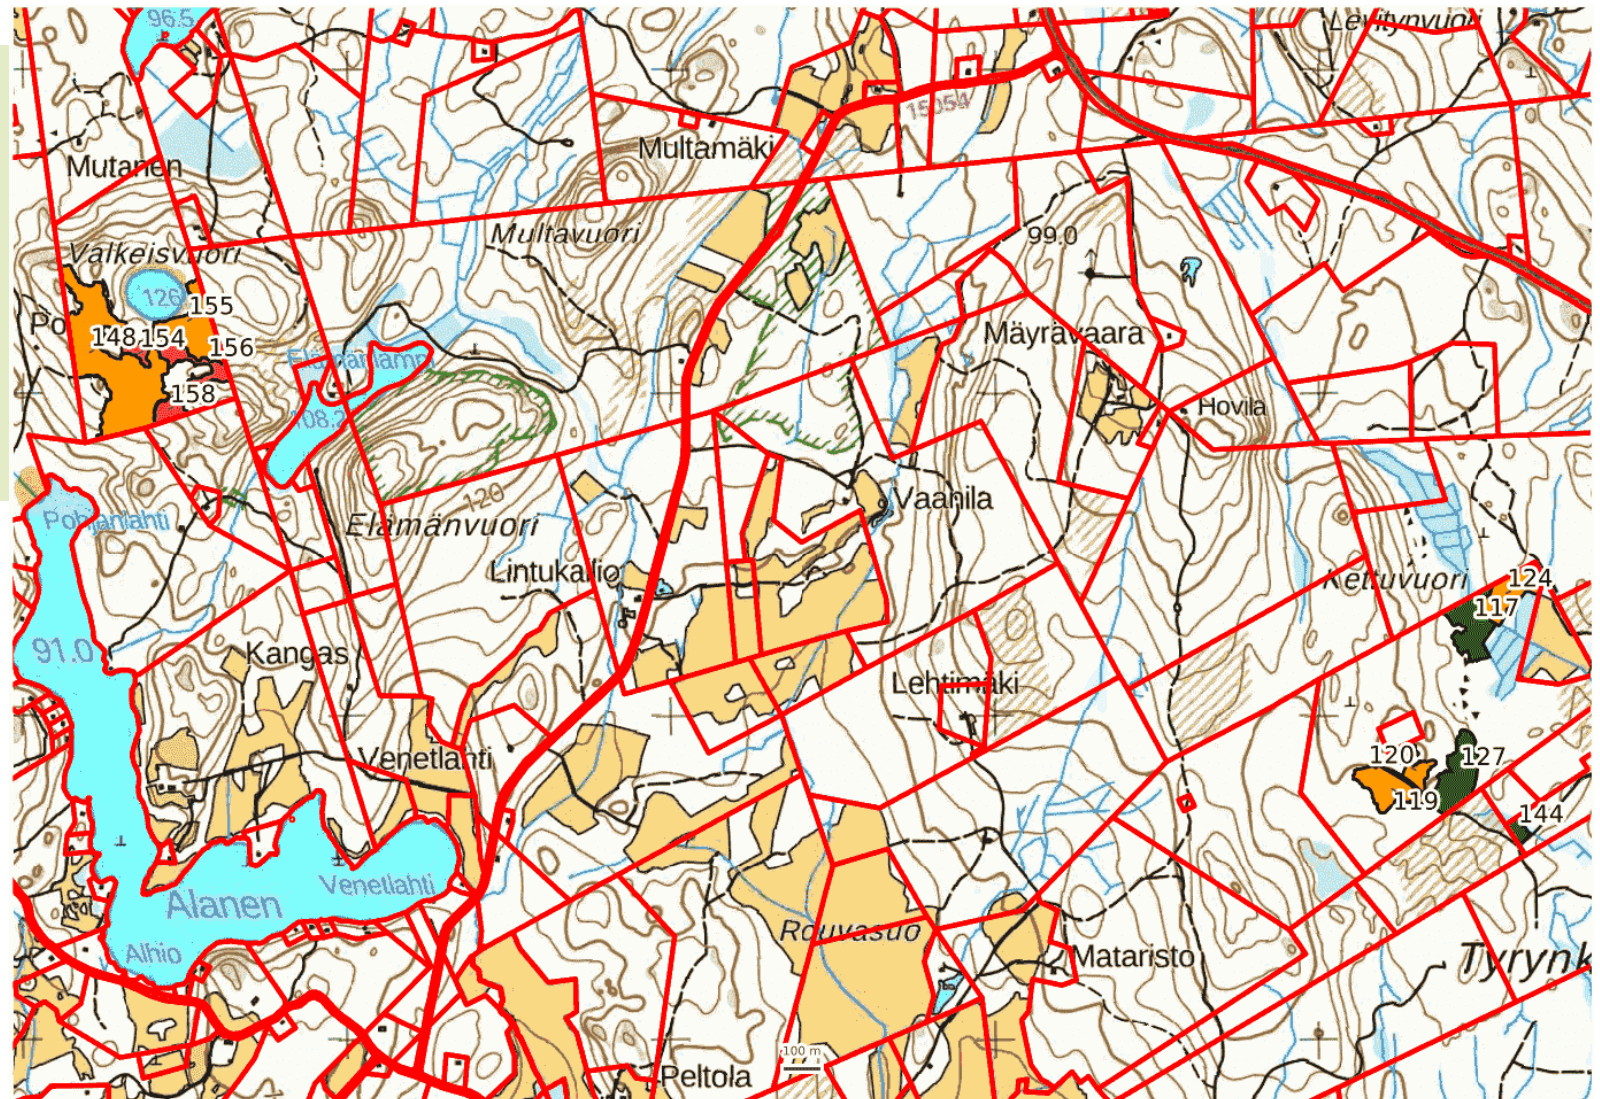 96.5
Levitynvuori
15054
Multamäki
Mutanen
Multavuori
99.0
Valkeisvuori
126
155
Po
148
154
156
Mäyrävaara
158
108.2
Hovila
120
Vaahila
Pohjanlahti
Elämänvuori
Lintukallio
Kettuvuori
124
117
91.0
Kangas
Lehtimäki
Venetlahti
120
127
119
144
Venetlahti
Alanen
Rouvasuo
Alhio
Mataristo
Tyrynk
100 m
Peltola